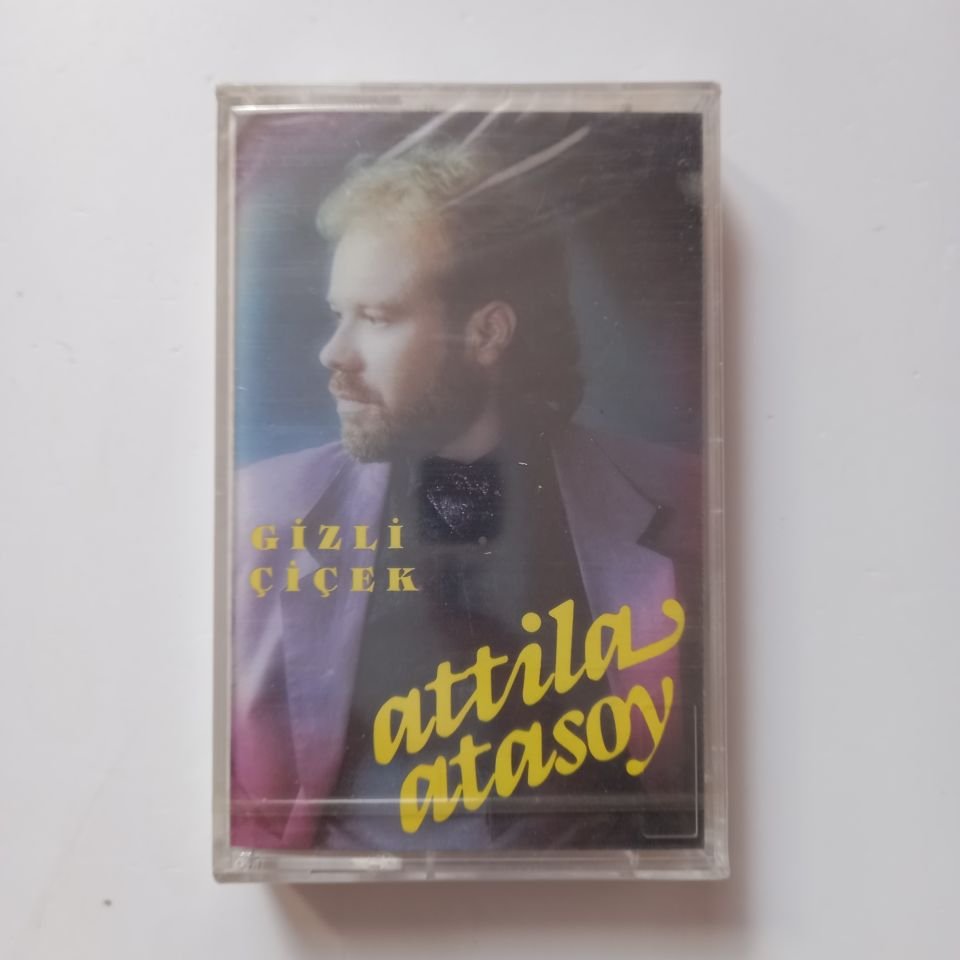 GİZLİ
ÇİÇEK
attila
atasoy